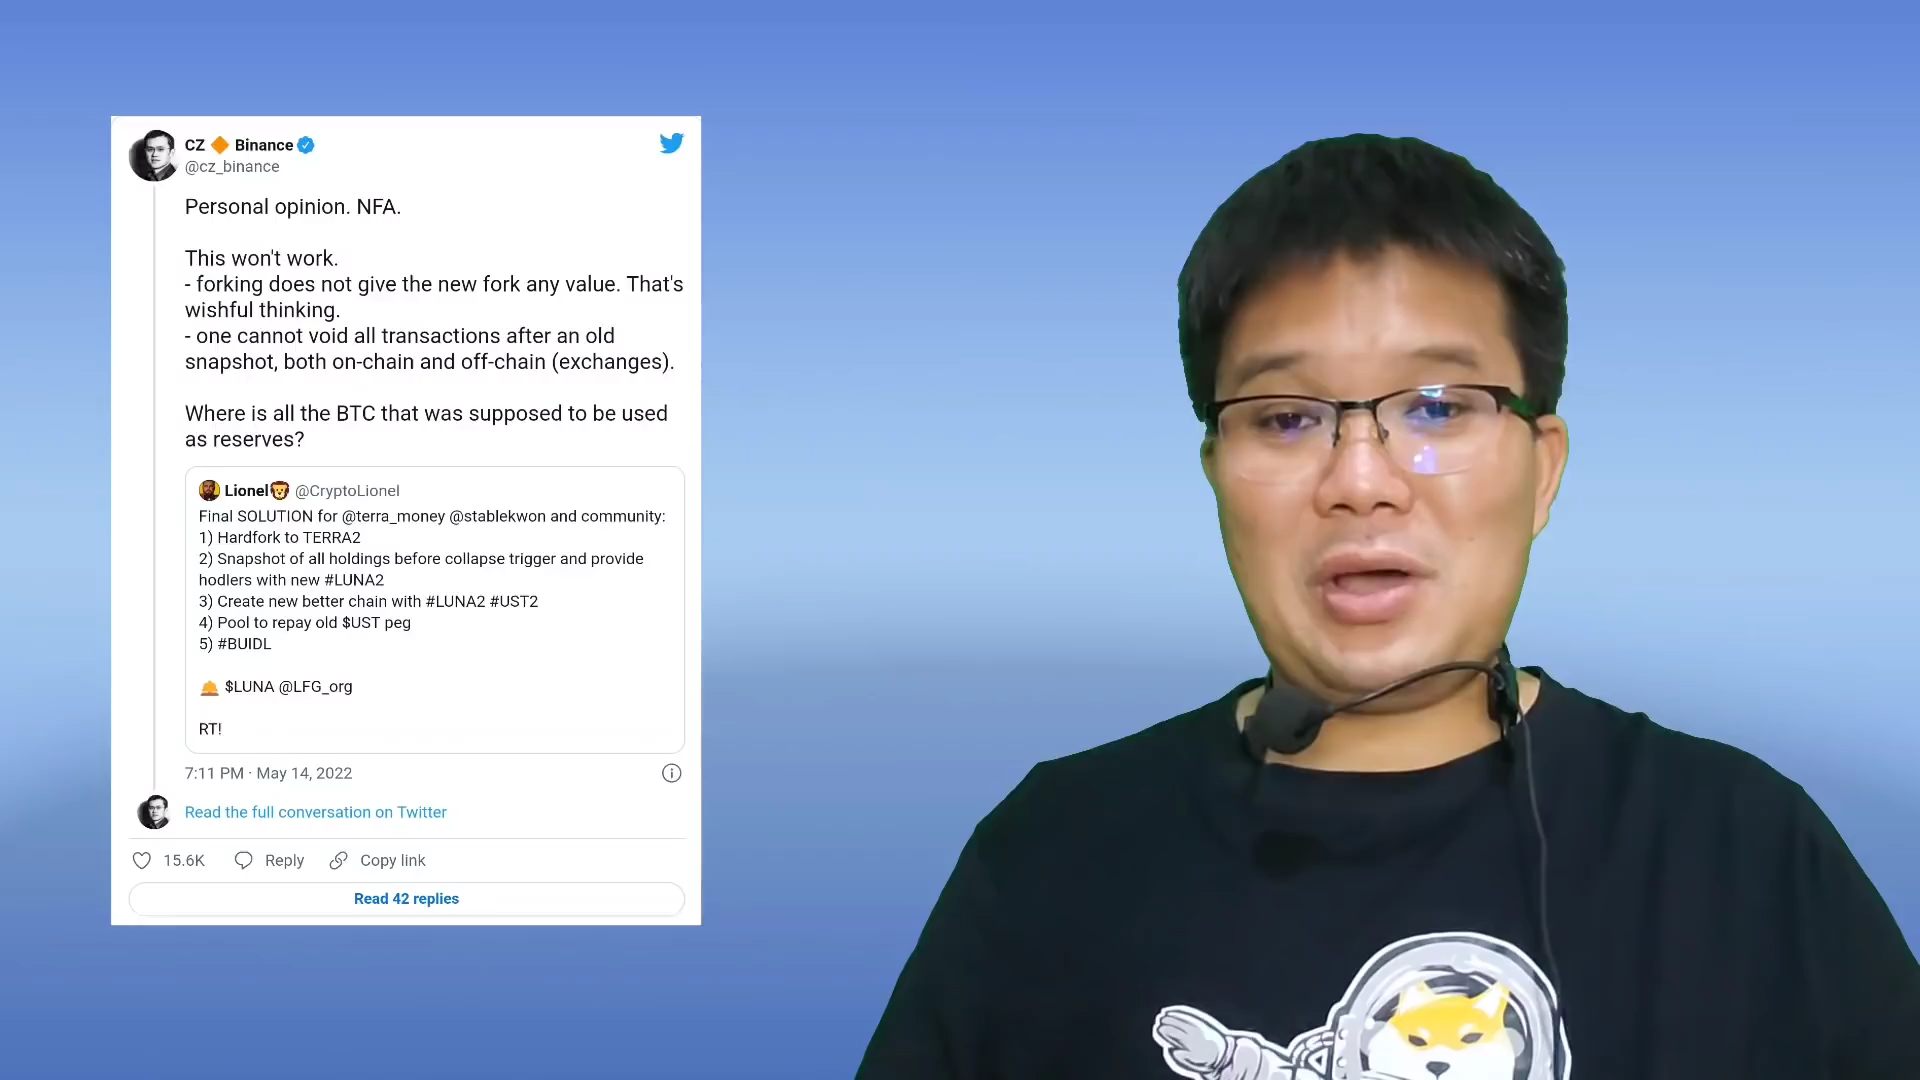 CZ 🔶 Binance
@cz_binance
Personal opinion. NFA.
This won't work.
- forking does not give the new fork any value. That's
wishful thinking.
- one cannot void all transactions after an old
snapshot, both on-chain and off-chain (exchanges).
Where is all the BTC that was supposed to be used
as reserves?
Lionel🦁 @CryptoLionel
Final SOLUTION for @terra_money @stablekwon and community:
1) Hardfork to TERRA2
2) Snapshot of all holdings before collapse trigger and provide
hodlers with new #LUNA2
3) Create new better chain with #LUNA2 #UST2
4) Pool to repay old $UST peg
5) #BUIDL
$LUNA @LFG_org
RT!
7:11 PM · May 14, 2022
Read the full conversation on Twitter
15.6K Reply Copy link
Read 42 replies